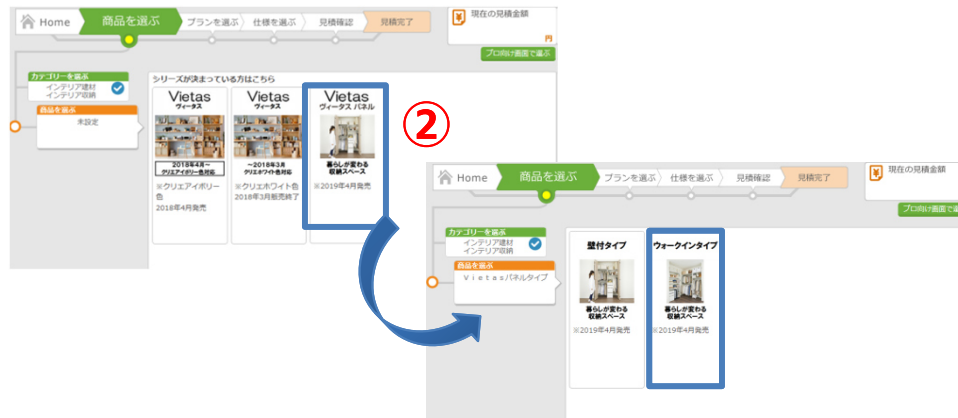 Home
商品を選ぶ
プランを選ぶ
仕様を選ぶ
見積確認
見積完了
現在の見積金額
円
プロ向け画面で選ぶ
カテゴリーを選ぶ
インテリア建材
インテリア収納
商品を選ぶ
未設定
シリーズが決まっている方はこちら
Vietas
ヴィータス
2018年4月~
クリエアイボリー色対応
※クリエアイボリー
色
2018年4月発売
Vietas
ヴィータス
~2018年3月
クリエホワイト色対応
※クリエホワイト色
2018年3月販売終了
Vietas
ヴィータス パネル
暮らしが変わる
収納スペース
※2019年4月発売
②
Home
商品を選ぶ
プランを選ぶ
仕様を選ぶ
見積確認
見積完了
現在の見積金額
プロ向け画面で選
カテゴリーを選ぶ
インテリア建材
インテリア収納
商品を選ぶ
Vietasパネルタイプ
壁付タイプ
暮らしが変わる
収納スペース
※2019年4月発売
ウォークインタイプ
暮らしが変わる
収納スペース
※2019年4月発売